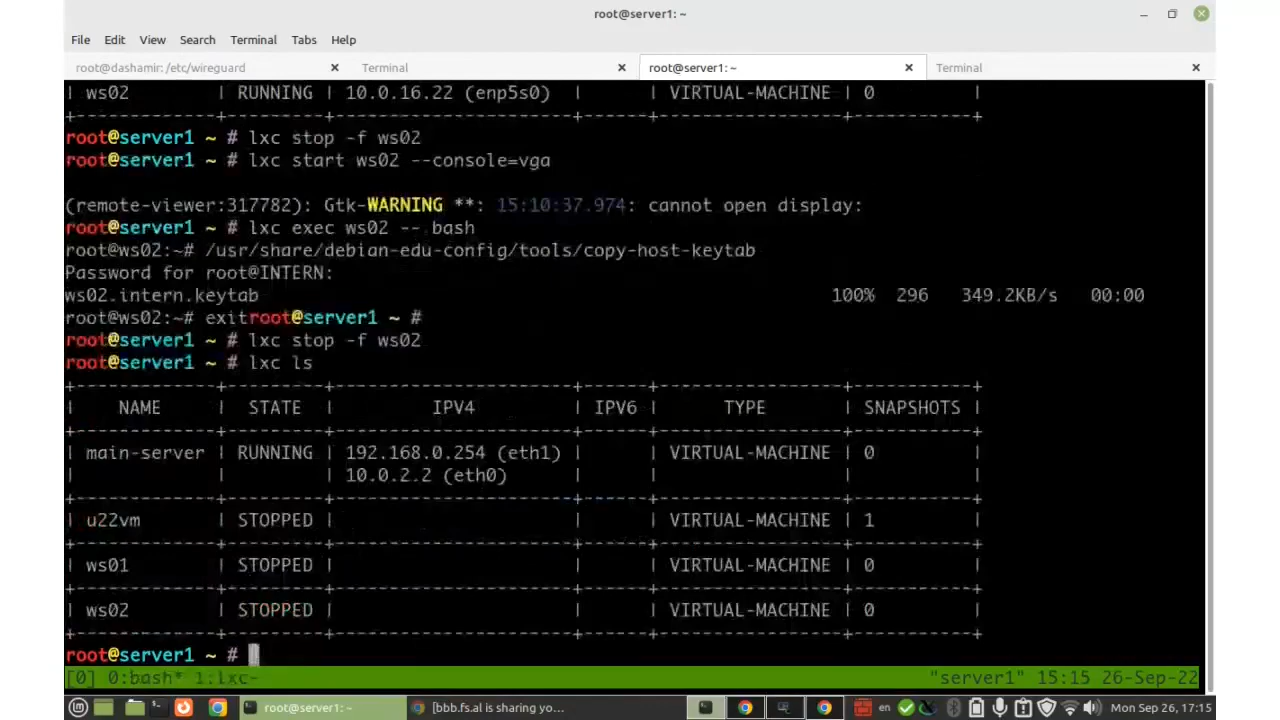 root@server1: ~
File Edit View Search Terminal Tabs Help
root@dashamir: /etc/wireguard × Terminal × root@server1: ~ × Terminal ×
| ws02 | RUNNING | 10.0.16.22 (enp5s0) | | VIRTUAL-MACHINE | 0 |
+--------------+---------+----------------------+------+-----------------+-----------+
root@server1 ~ # lxc stop -f ws02
root@server1 ~ # lxc start ws02 --console=vga
(remote-viewer:317782): Gtk-WARNING **: 15:10:37.974: cannot open display:
root@server1 ~ # lxc exec ws02 -- bash
root@ws02:~# /usr/share/debian-edu-config/tools/copy-host-keytab
Password for root@INTERN:
ws02.intern.keytab 100% 296 349.2KB/s 00:00
root@ws02:~# exitroot@server1 ~ #
root@server1 ~ # lxc stop -f ws02
root@server1 ~ # lxc ls
+--------------+---------+----------------------+------+-----------------+-----------+
| NAME | STATE | IPV4 | IPV6 | TYPE | SNAPSHOTS |
+--------------+---------+----------------------+------+-----------------+-----------+
| main-server | RUNNING | 192.168.0.254 (eth1) | | VIRTUAL-MACHINE | 0 |
| | | 10.0.2.2 (eth0) | | | |
+--------------+---------+----------------------+------+-----------------+-----------+
| u22vm | STOPPED | | | VIRTUAL-MACHINE | 1 |
+--------------+---------+----------------------+------+-----------------+-----------+
| ws01 | STOPPED | | | VIRTUAL-MACHINE | 0 |
+--------------+---------+----------------------+------+-----------------+-----------+
| ws02 | STOPPED | | | VIRTUAL-MACHINE | 0 |
+--------------+---------+----------------------+------+-----------------+-----------+
root@server1 ~ #
[0] 0:bash* 1:lxc- "server1" 15:15 26-Sep-22
root@server1: ~ [bbb.fs.al is sharing yo... en Mon Sep 26, 17:15